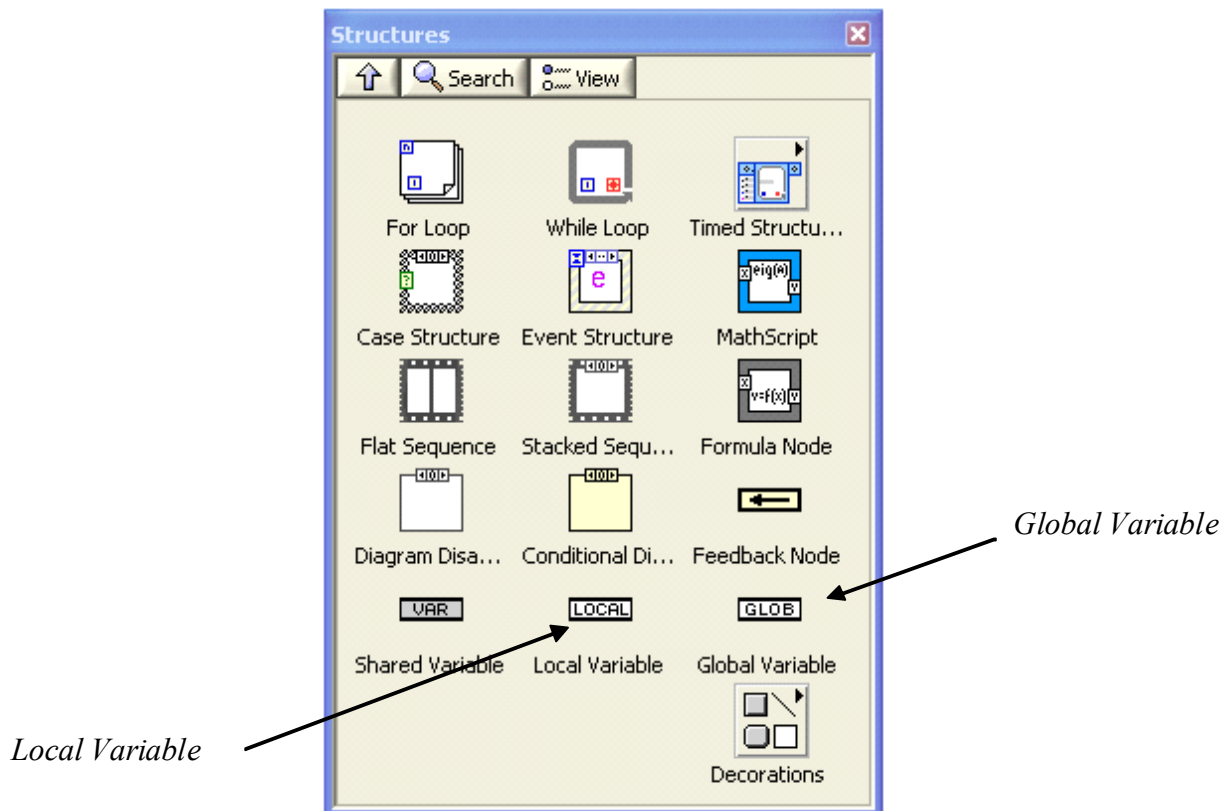 Structures
Search View
For Loop While Loop Timed Structu...
Case Structure Event Structure MathScript
eig(A)
Flat Sequence Stacked Sequ... Formula Node
Diagram Disa... Conditional Di... Feedback Node
Global Variable
VAR LOCAL GLOB
Shared Variable Local Variable Global Variable
Local Variable
Decorations